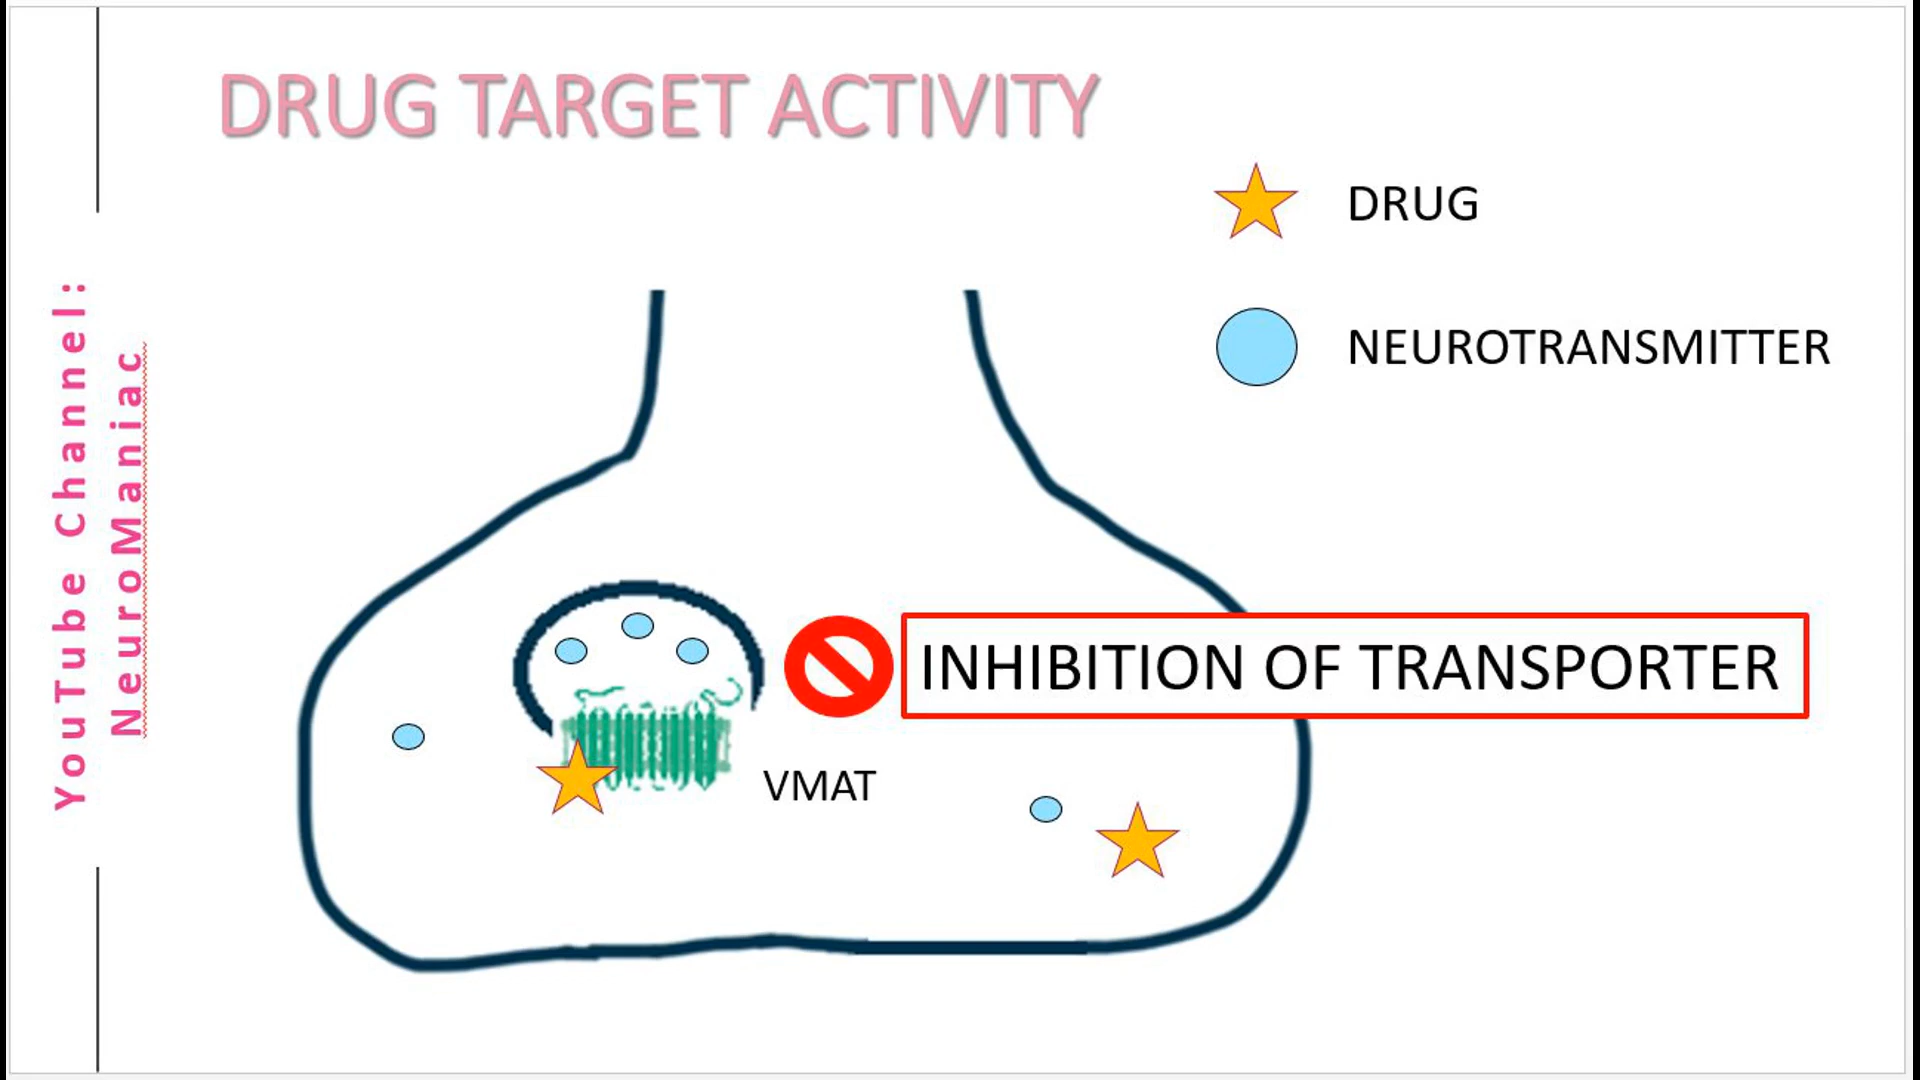 DRUG TARGET ACTIVITY
DRUG
NEUROTRANSMITTER
YouTube Channel:
NeuroManiac
INHIBITION OF TRANSPORTER
VMAT